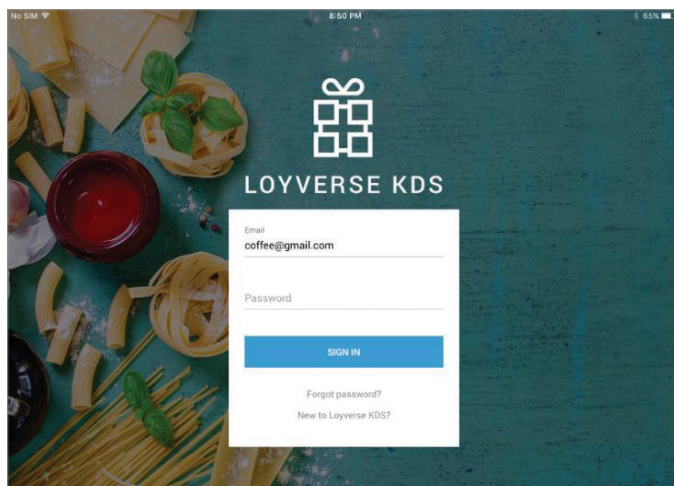 No SIM
8:50 PM
65%
LOYVERSE KDS
Email
coffee@gmail.com
Password
SIGN IN
Forgot password?
New to Loyverse KDS?